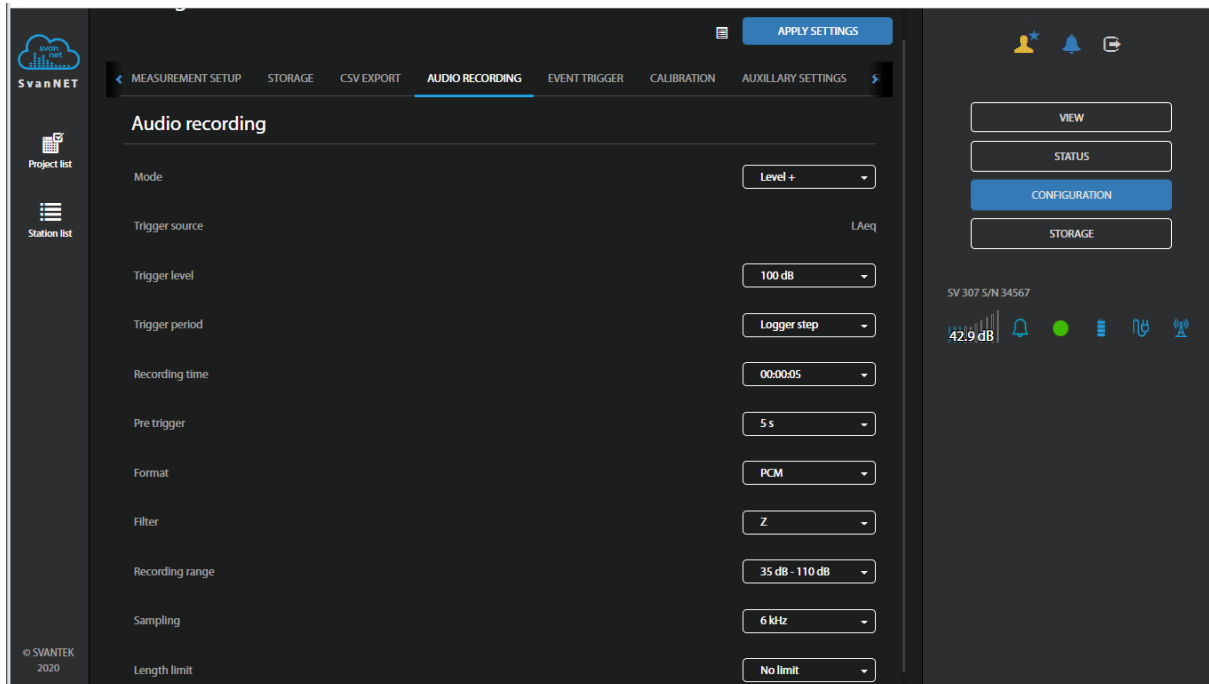 svan
net
SvanNET
Project list
Station list
© SVANTEK
2020
APPLY SETTINGS
MEASUREMENT SETUP STORAGE CSV EXPORT AUDIO RECORDING EVENT TRIGGER CALIBRATION AUXILLARY SETTINGS
Audio recording
Mode Level +
Trigger source LAeq
Trigger level 100 dB
Trigger period Logger step
Recording time 00:00:05
Pre trigger 5 s
Format PCM
Filter Z
Recording range 35 dB - 110 dB
Sampling 6 kHz
Length limit No limit
VIEW
STATUS
CONFIGURATION
STORAGE
SV 307 S/N 34567
42.9 dB